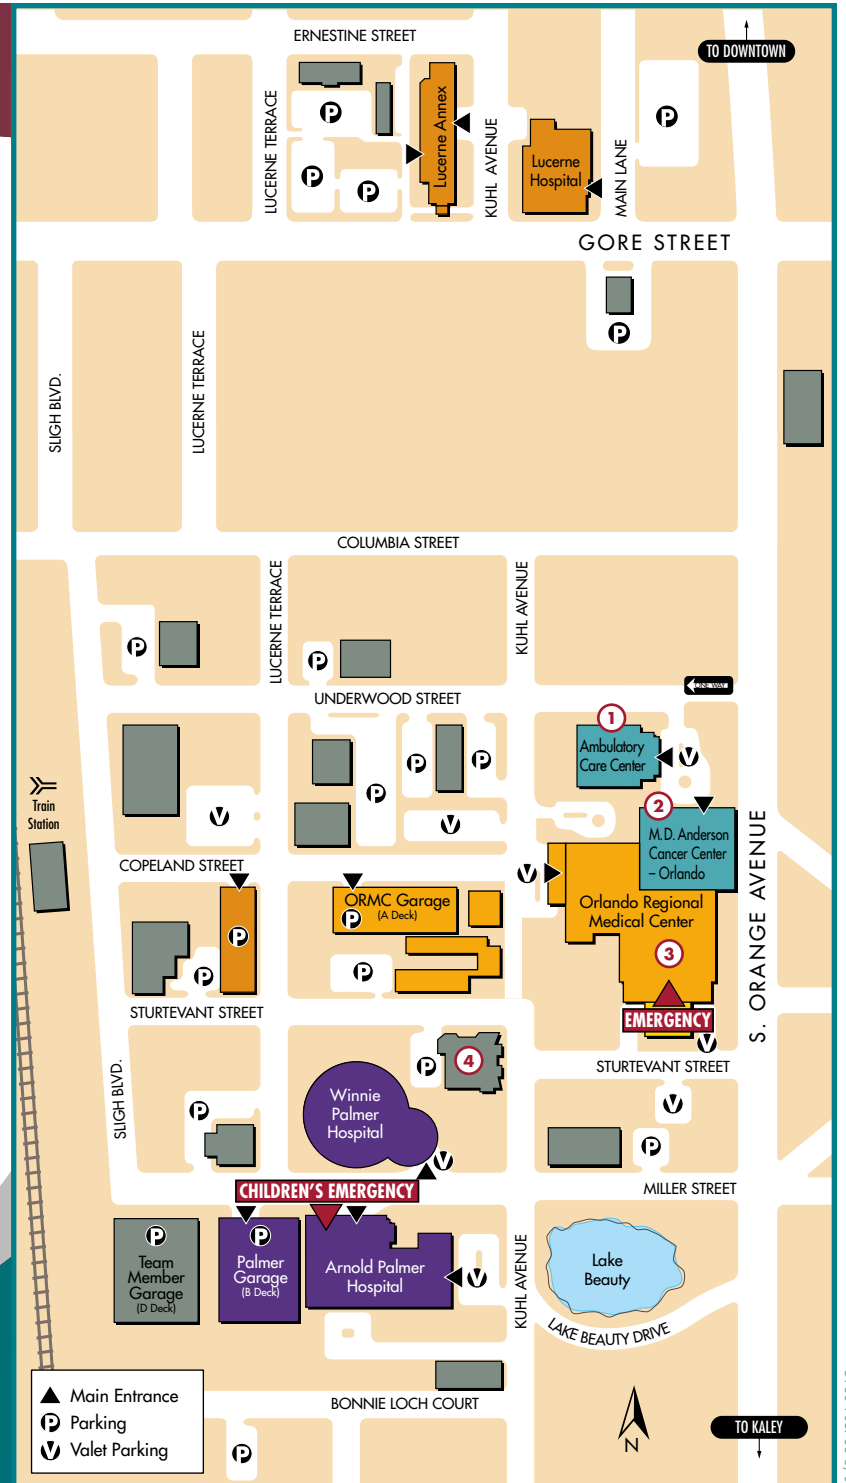 ERNESTINE STREET
TO DOWNTOWN
LUCERNE TERRACE
P
P
P
Lucerne Annex
KUHL AVENUE
Lucerne
Hospital
MAIN LANE
P
GORE STREET
P
SLIGH BLVD.
LUCERNE TERRACE
COLUMBIA STREET
LUCERNE TERRACE
KUHL AVENUE
P
P
UNDERWOOD STREET
ONE WAY
1
Ambulatory
Care Center
V
P
P
P
V
V
Train
Station
2
M.D. Anderson
Cancer Center
– Orlando
S. ORANGE AVENUE
COPELAND STREET
V
ORMC Garage
(A Deck)
P
P
Orlando Regional
Medical Center
3
P
P
EMERGENCY
V
STURTEVANT STREET
STURTEVANT STREET
SLIGH BLVD.
4
P
Winnie
Palmer
Hospital
V
P
P
V
CHILDREN'S EMERGENCY
MILLER STREET
P
Team
Member
Garage
(D Deck)
P
Palmer
Garage
(B Deck)
Arnold Palmer
Hospital
V
KUHL AVENUE
Lake
Beauty
LAKE BEAUTY DRIVE
BONNIE LOCH COURT
Main Entrance
P Parking
V Valet Parking
P
N
TO KALEY